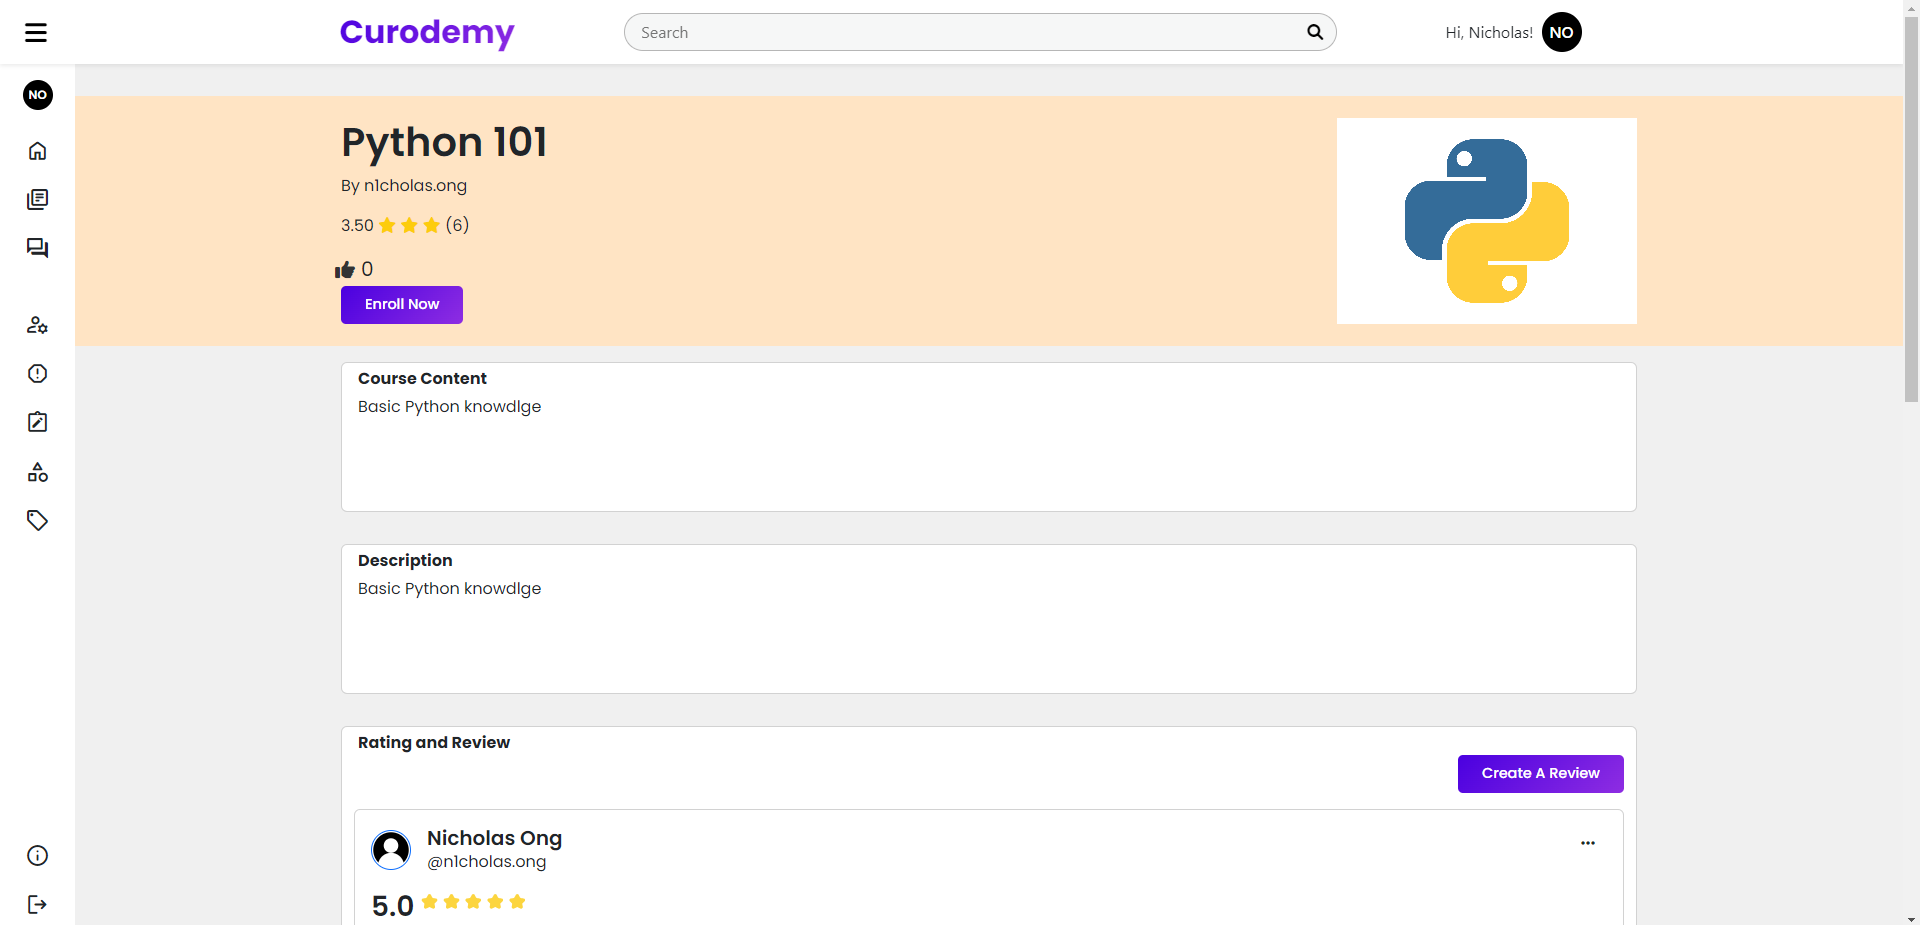 Curodemy
Search
Hi, Nicholas!
NO
NO
Python 101
By n1cholas.ong
3.50 (6)
0
Enroll Now
Course Content
Basic Python knowdlge
Description
Basic Python knowdlge
Rating and Review
Create A Review
Nicholas Ong
@n1cholas.ong
5.0